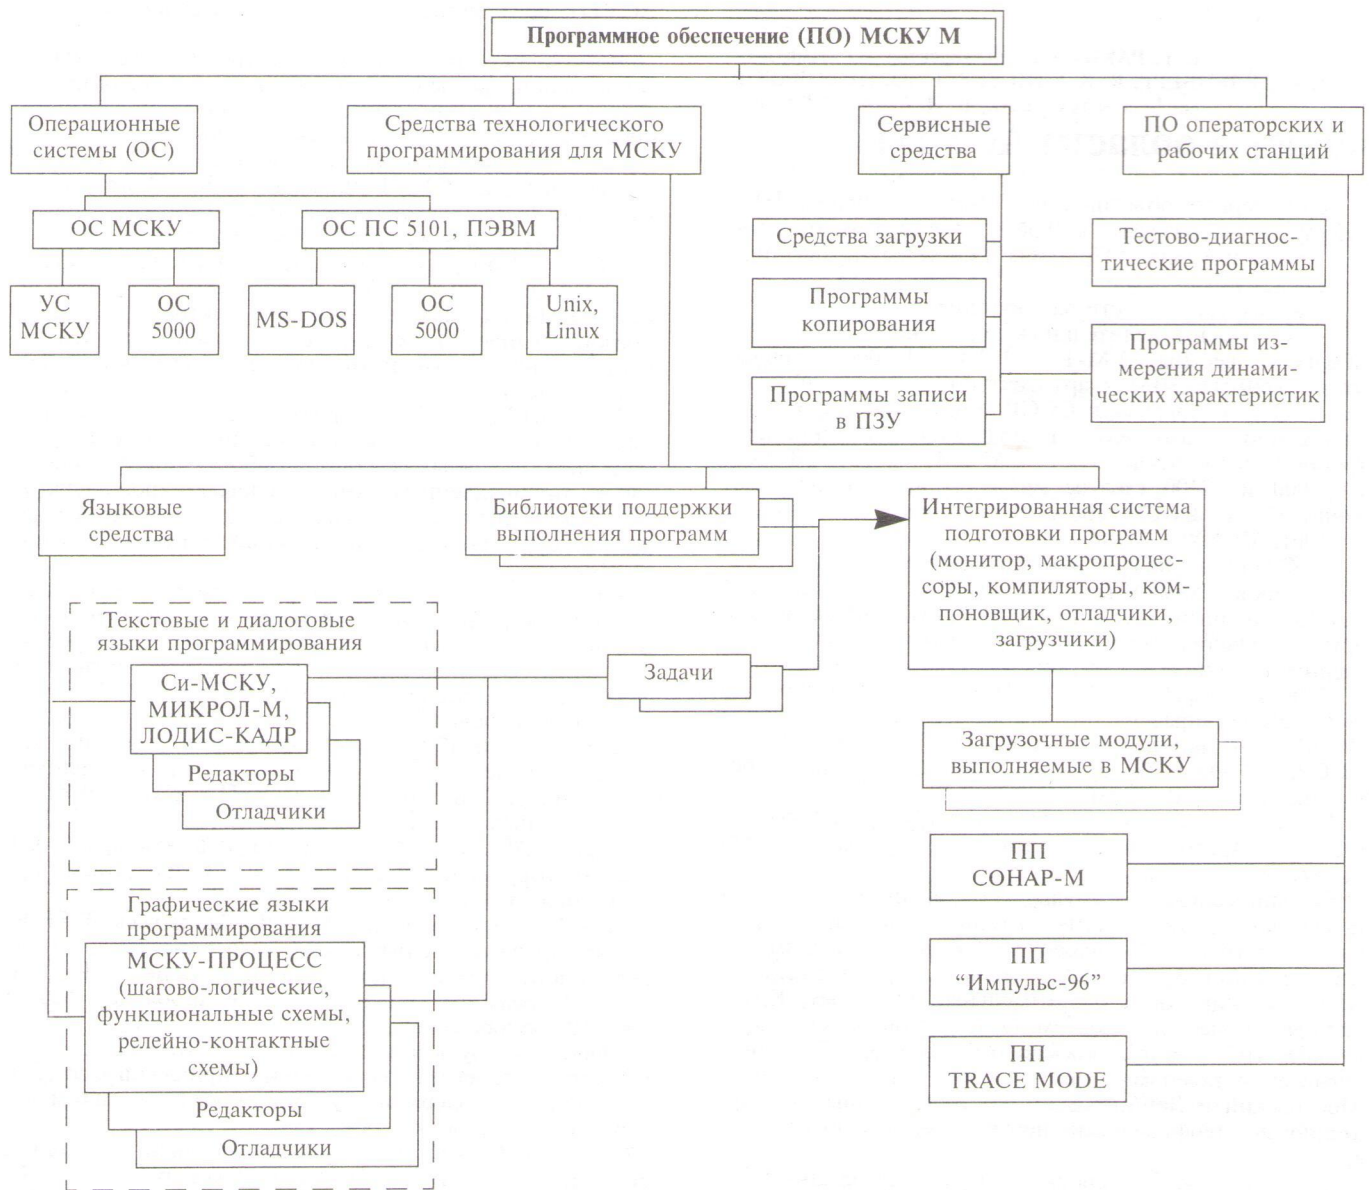 Программное обеспечение (ПО) МСКУ М
Операционные
системы (ОС)
Средства технологического
программирования для МСКУ
Сервисные
средства
ПО операторских и
рабочих станций
ОС МСКУ
ОС ПС 5101, ПЭВМ
УС
МСКУ
ОС
5000
MS-DOS
ОС
5000
Unix,
Linux
Средства загрузки
Программы
копирования
Программы записи
в ПЗУ
Тестово-диагнос-
тические программы
Программы из-
мерения динами-
ческих характеристик
Языковые
средства
Библиотеки поддержки
выполнения программ
Интегрированная система
подготовки программ
(монитор, макропроцес-
соры, компиляторы, ком-
поновщик, отладчики,
загрузчики)
Текстовые и диалоговые
языки программирования
Си-МСКУ,
МИКРОЛ-М,
ЛОДИС-КАДР
Редакторы
Отладчики
Задачи
Загрузочные модули,
выполняемые в МСКУ
Графические языки
программирования
МСКУ-ПРОЦЕСС
(шагово-логические,
функциональные схемы,
релейно-контактные
схемы)
Редакторы
Отладчики
ПП
СОНАР-М
ПП
“Импульс-96”
ПП
TRACE MODE